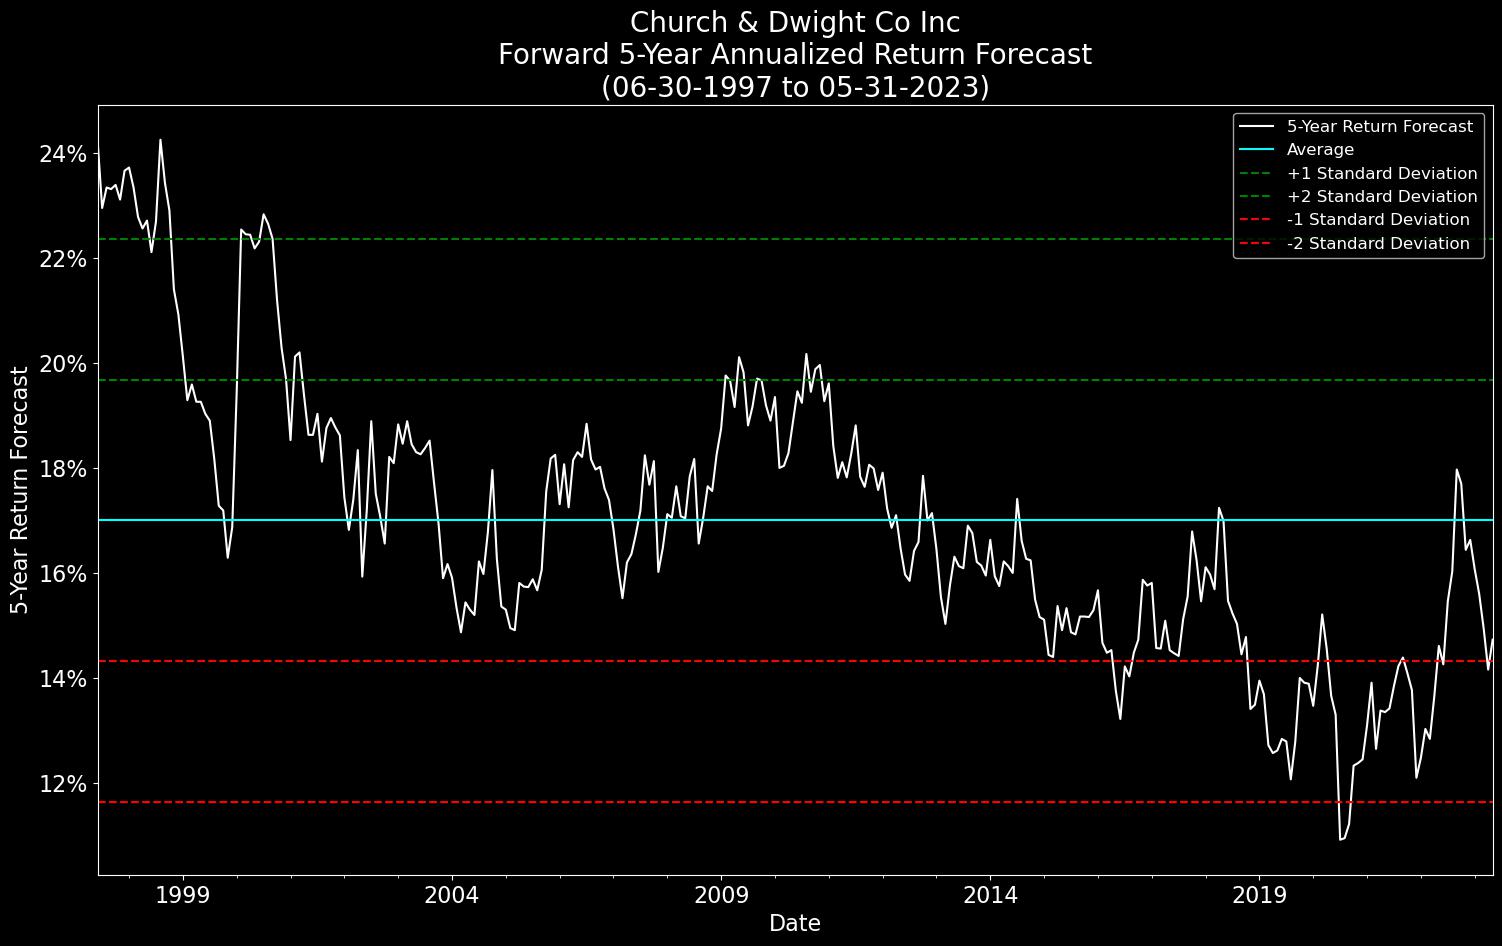 Church & Dwight Co Inc
Forward 5-Year Annualized Return Forecast
(06-30-1997 to 05-31-2023)
5-Year Return Forecast
Average
+1 Standard Deviation
+2 Standard Deviation
-1 Standard Deviation
-2 Standard Deviation
5-Year Return Forecast
24%
22%
20%
18%
16%
14%
12%
1999
2004
2009
2014
2019
Date